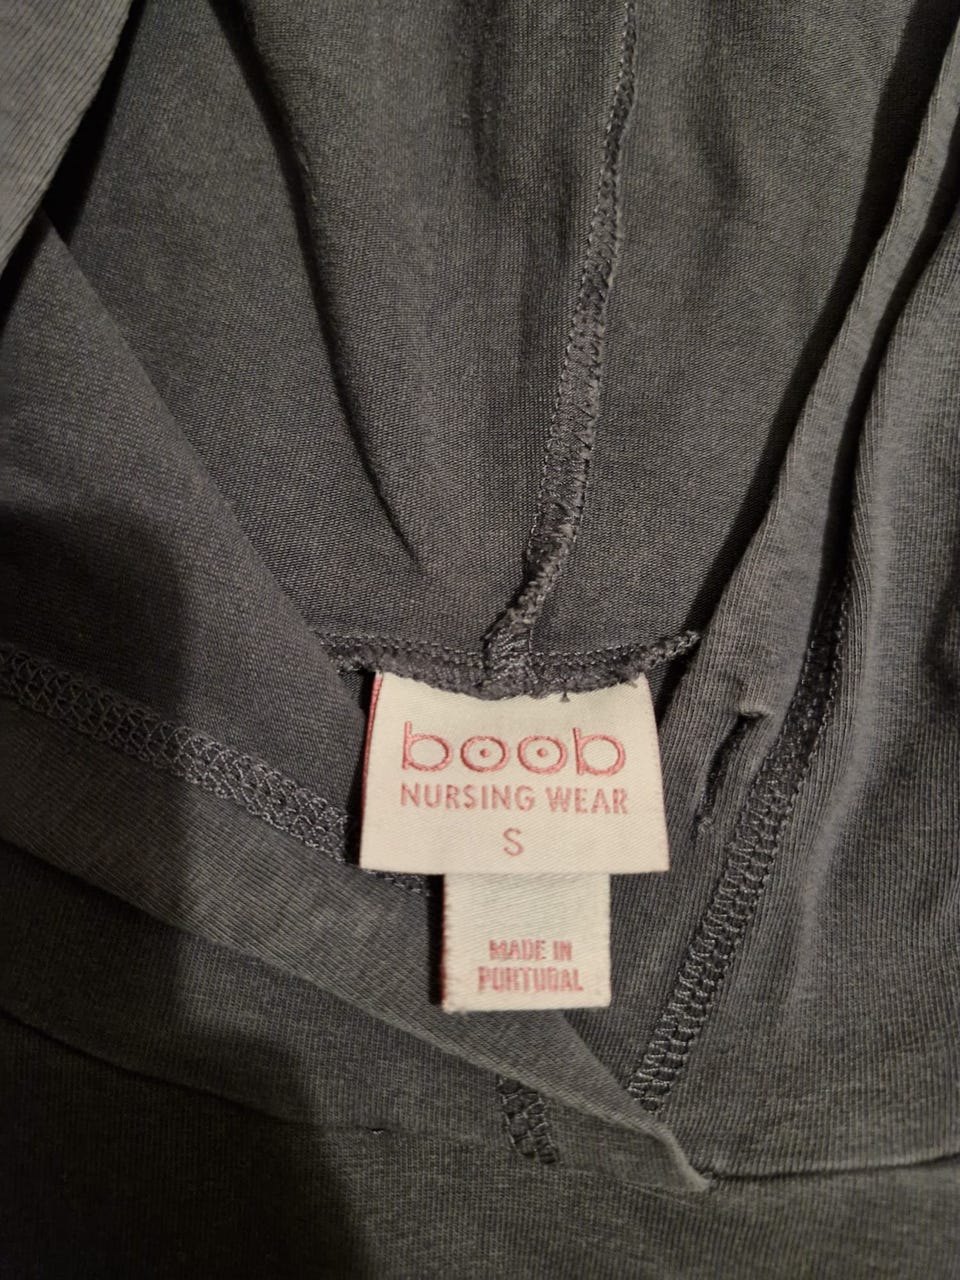 boob
NURSING WEAR
S
MADE IN
PORTUGAL